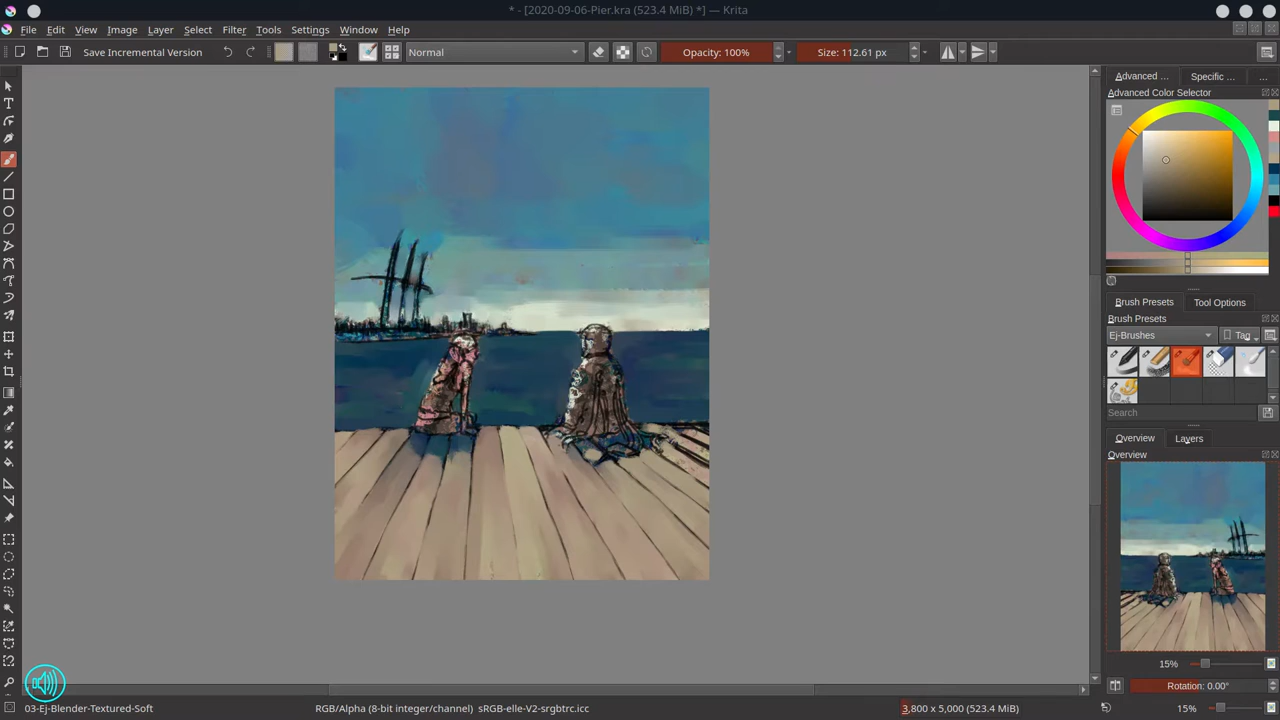 * - [2020-09-06-Pier.kra (523.4 MiB) *] — Krita
File Edit View Image Layer Select Filter Tools Settings Window Help
Save Incremental Version Normal Opacity: 100% Size: 112.61 px
Advanced ... Specific ... ...
Advanced Color Selector
Brush Presets Tool Options
Brush Presets
Ej-Brushes Tag
Search
Overview Layers
Overview
15%
Rotation: 0.00°
03-Ej-Blender-Textured-Soft RGB/Alpha (8-bit integer/channel) sRGB-elle-V2-srgbtrc.icc 3,800 x 5,000 (523.4 MiB) 15%